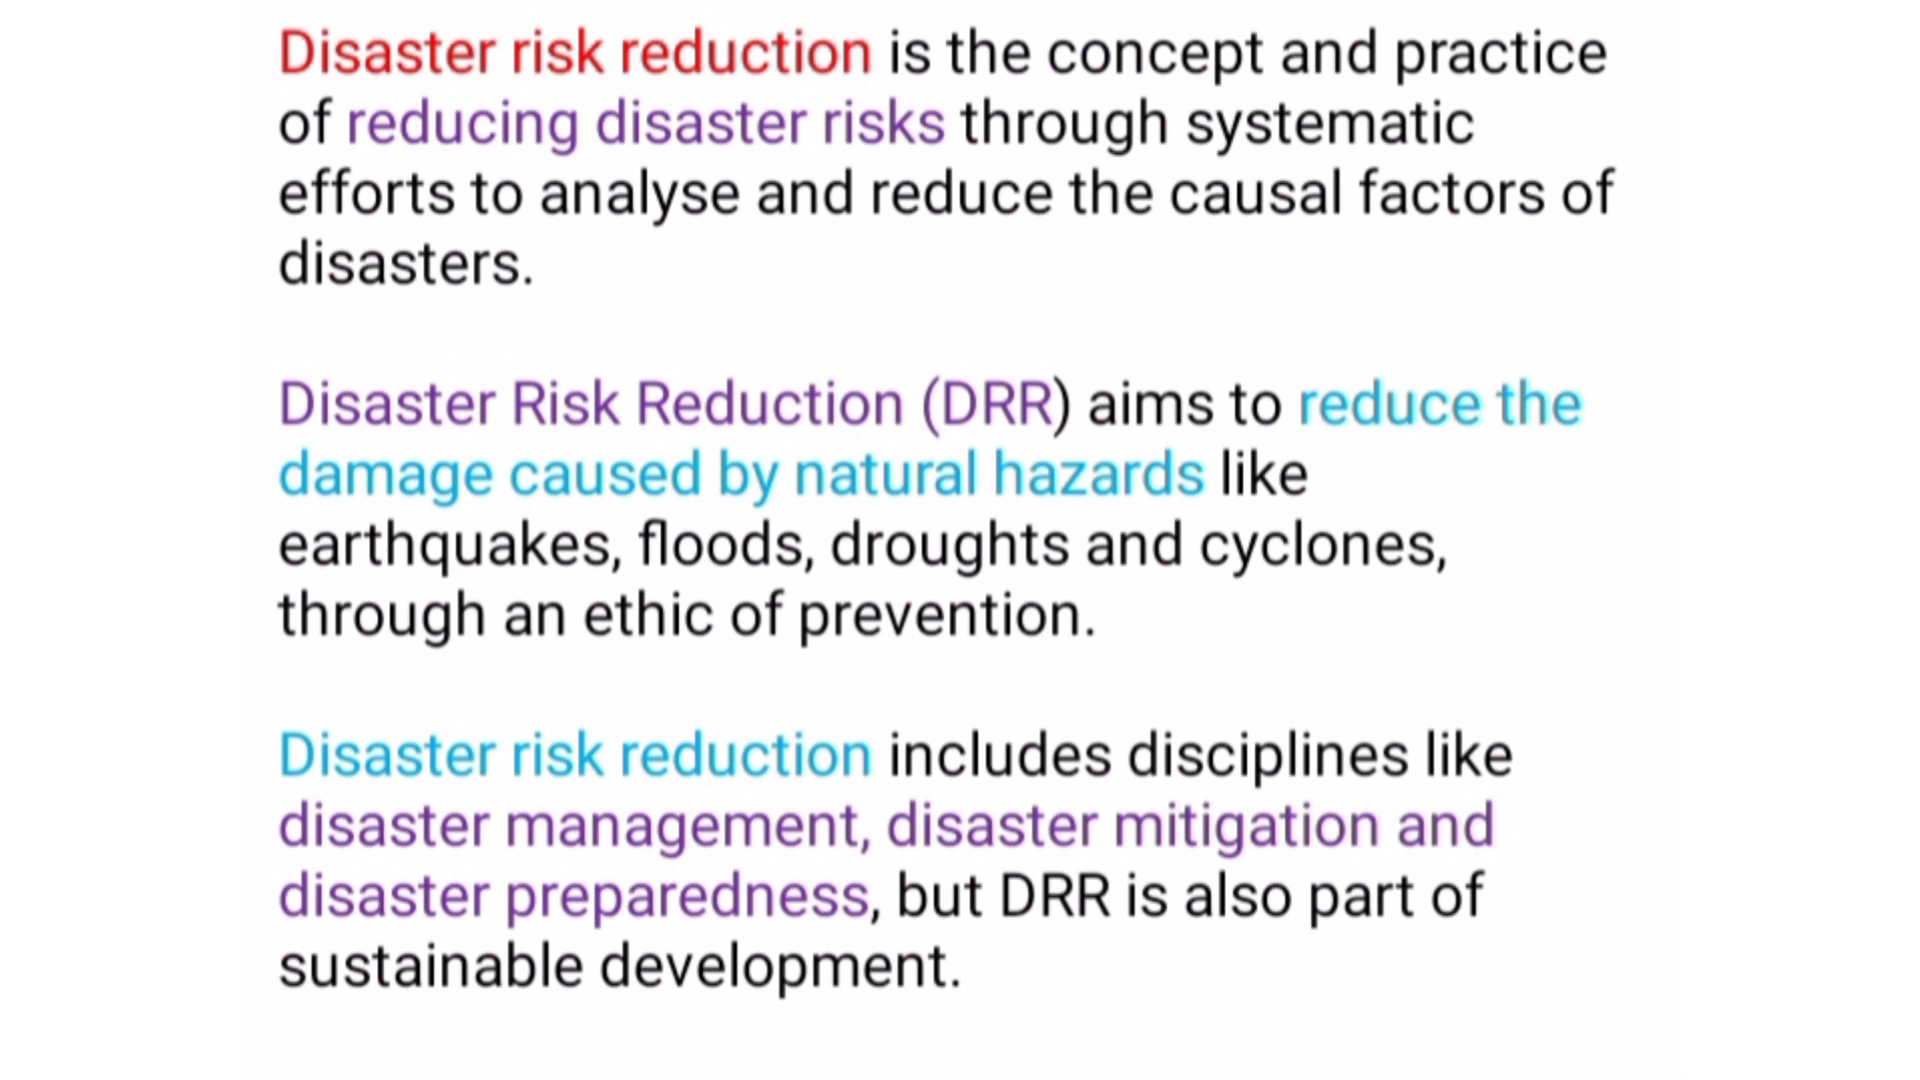 Disaster risk reduction is the concept and practice
of reducing disaster risks through systematic
efforts to analyse and reduce the causal factors of
disasters.
Disaster Risk Reduction (DRR) aims to reduce the
damage caused by natural hazards like
earthquakes, floods, droughts and cyclones,
through an ethic of prevention.
Disaster risk reduction includes disciplines like
disaster management, disaster mitigation and
disaster preparedness, but DRR is also part of
sustainable development.